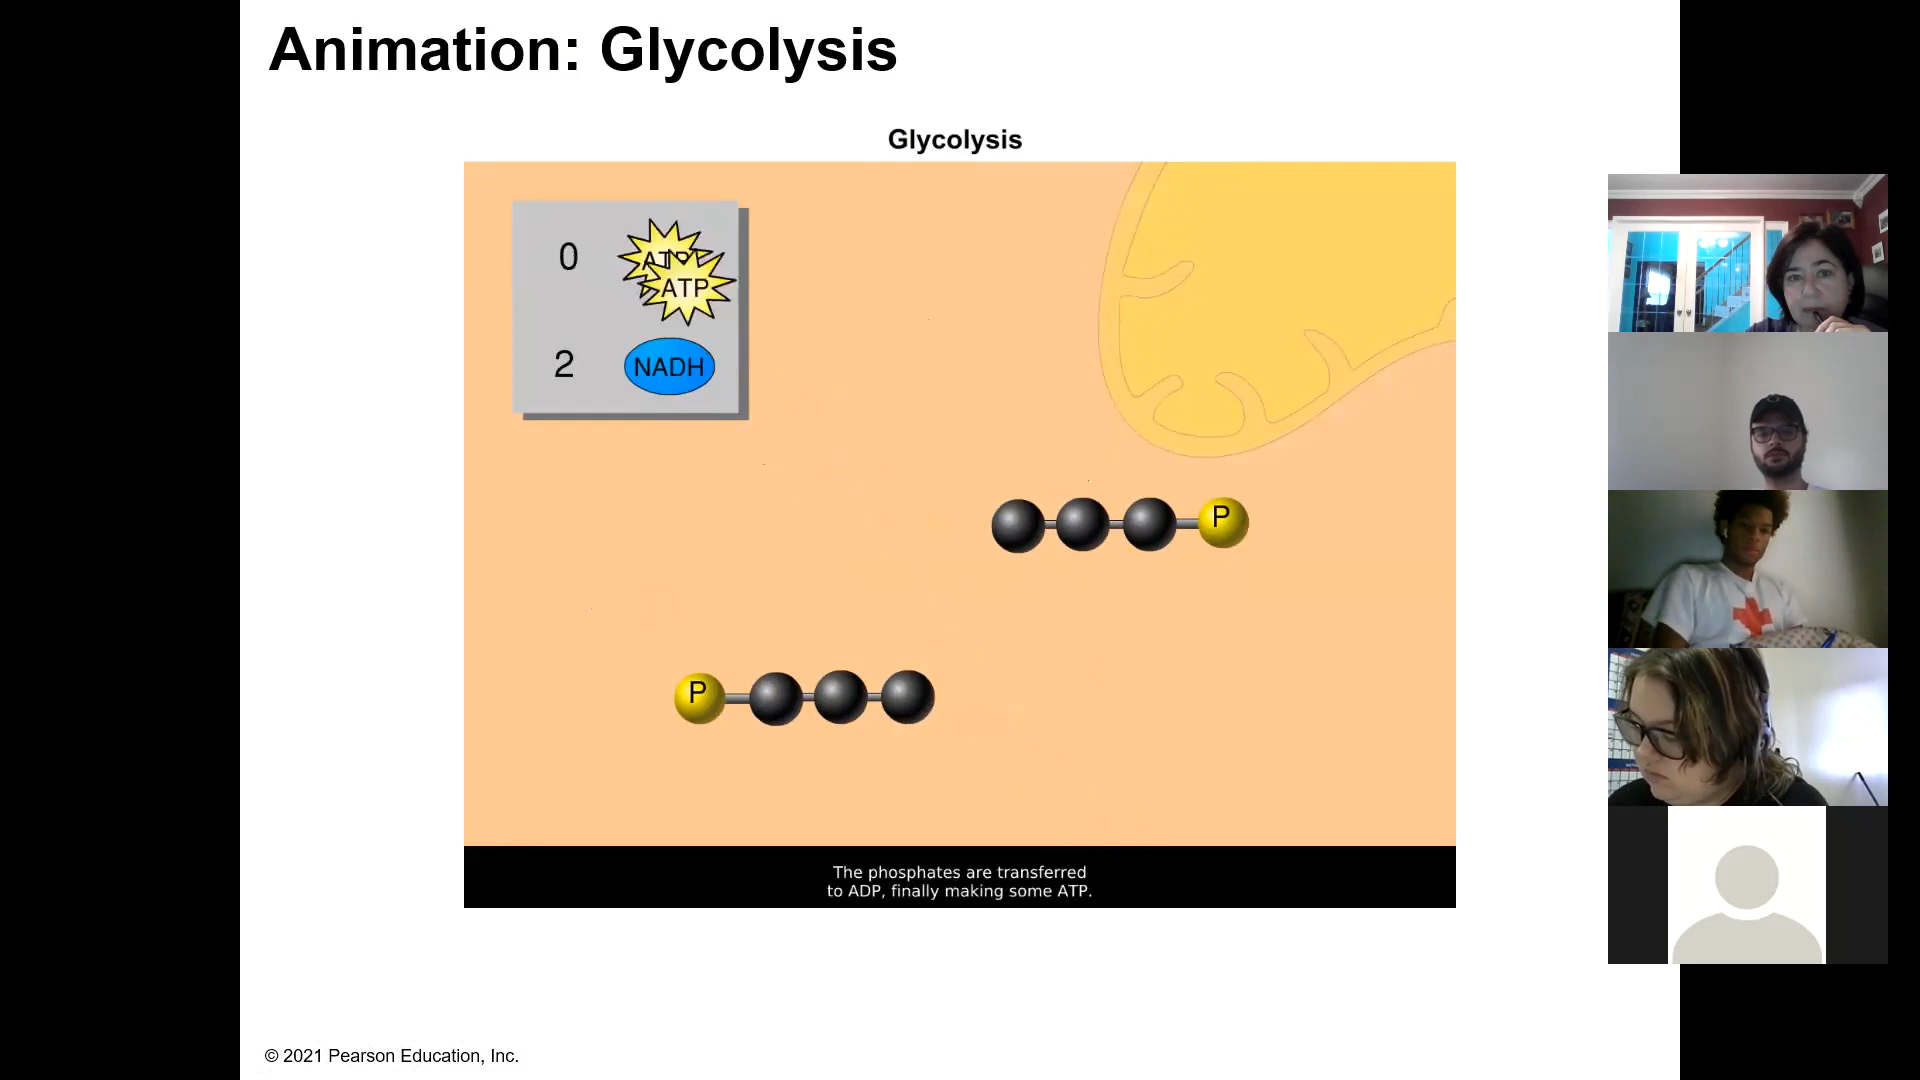 Animation: Glycolysis
Glycolysis
0
ATP
ATP
2
NADH
P
P
The phosphates are transferred
to ADP, finally making some ATP.
© 2021 Pearson Education, Inc.